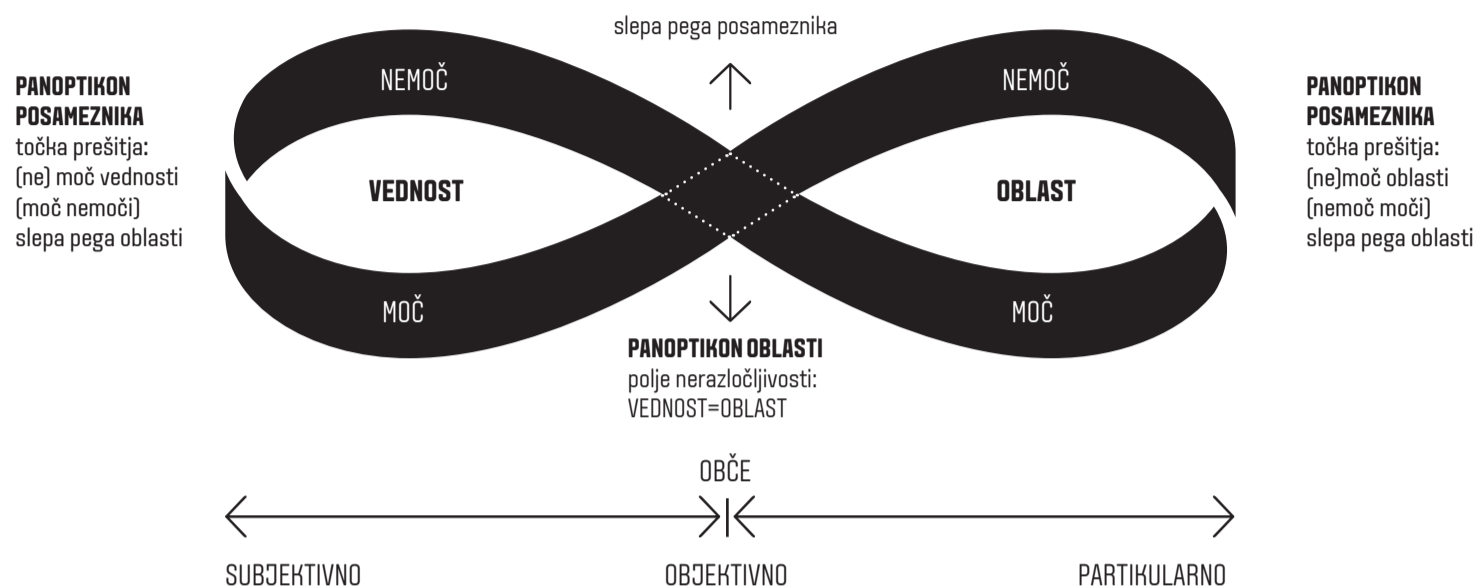 slepa pega posameznika
PANOPTIKON
POSAMEZNIKA
točka prešitja:
(ne) moč vednosti
(moč nemoči)
slepa pega oblasti
NEMOČ
VEDNOST
MOČ
NEMOČ
OBLAST
MOČ
PANOPTIKON
POSAMEZNIKA
točka prešitja:
(ne)moč oblasti
(nemoč moči)
slepa pega oblasti
PANOPTIKON OBLASTI
polje nerazločljivosti:
VEDNOST=OBLAST
OBČE
SUBJEKTIVNO
OBJEKTIVNO
PARTIKULARNO